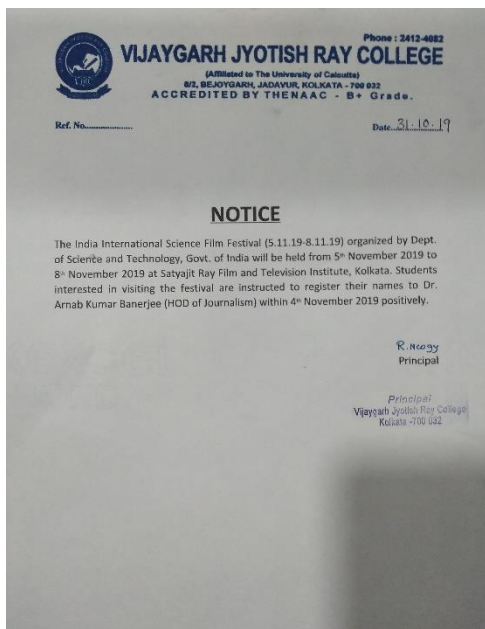 Phone : 2412-4082
VIJAYGARH JYOTISH RAY COLLEGE
(Affiliated to The University of Calcutta)
8/2, BEJOYGARH, JADAVUR, KOLKATA - 700 032
ACCREDITED BY THENAAC - B+ Grade.
Ref. No.................... Date..31.10.19
NOTICE
The India International Science Film Festival (5.11.19-8.11.19) organized by Dept.
of Science and Technology, Govt. of India will be held from 5th November 2019 to
8th November 2019 at Satyajit Ray Film and Television Institute, Kolkata. Students
interested in visiting the festival are instructed to register their names to Dr.
Arnab Kumar Banerjee (HOD of Journalism) within 4th November 2019 positively.
R. Neogy
Principal
Principal
Vijaygarh Jyotish Ray College
Kolkata -700 032